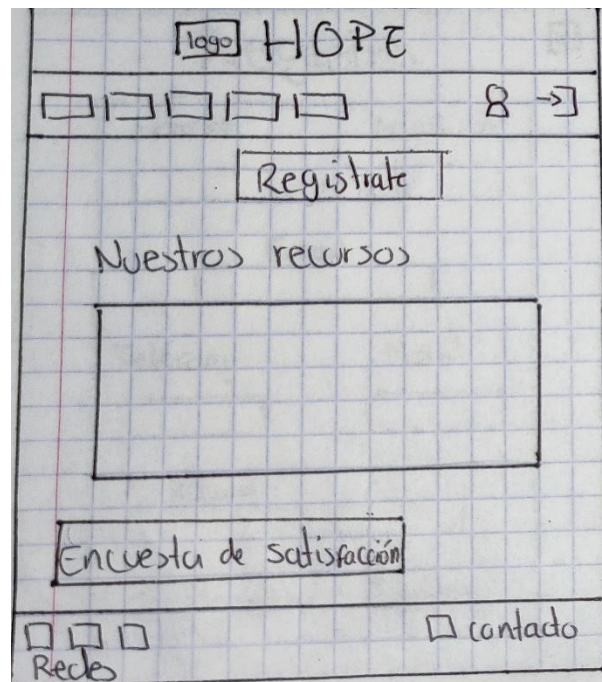 logo HOPE
Registrate
Nuestros recursos
Encuesta de satisfacción
contacto
Redes